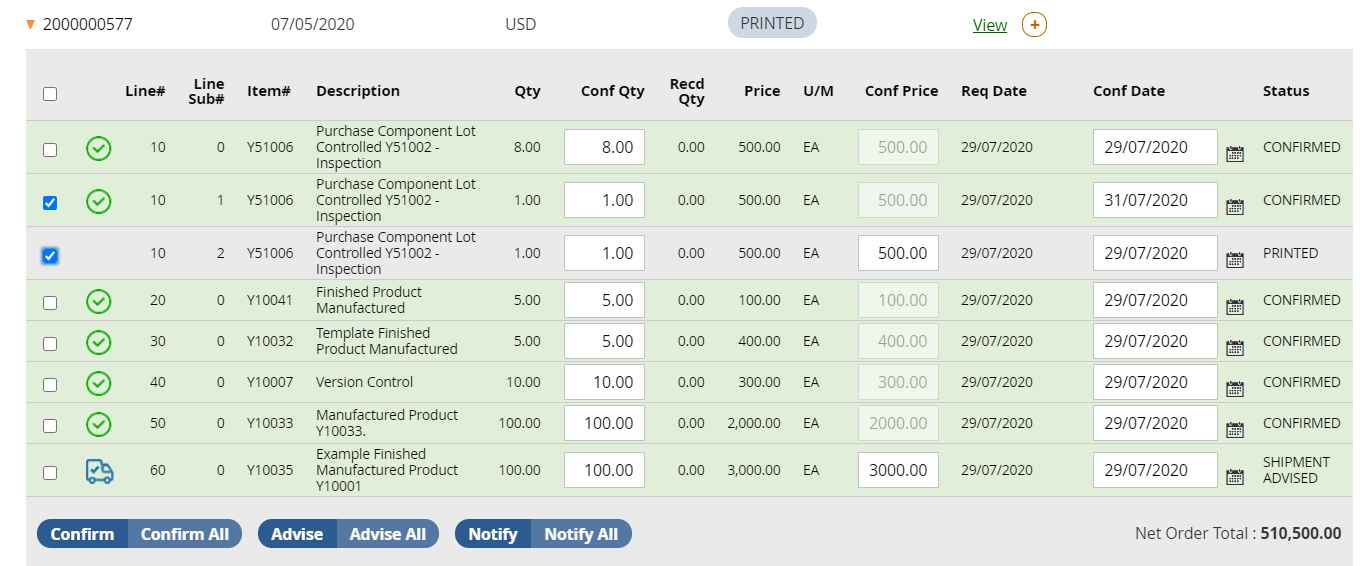 2000000577 07/05/2020 USD PRINTED View +
Line# Line Sub# Item# Description Qty Conf Qty Recd Qty Price U/M Conf Price Req Date Conf Date Status
10 0 Y51006 Purchase Component Lot Controlled Y51002 - Inspection 8.00 8.00 0.00 500.00 EA 500.00 29/07/2020 29/07/2020 CONFIRMED
10 1 Y51006 Purchase Component Lot Controlled Y51002 - Inspection 1.00 1.00 0.00 500.00 EA 500.00 29/07/2020 31/07/2020 CONFIRMED
10 2 Y51006 Purchase Component Lot Controlled Y51002 - Inspection 1.00 1.00 0.00 500.00 EA 500.00 29/07/2020 29/07/2020 PRINTED
20 0 Y10041 Finished Product Manufactured 5.00 5.00 0.00 100.00 EA 100.00 29/07/2020 29/07/2020 CONFIRMED
30 0 Y10032 Template Finished Product Manufactured 5.00 5.00 0.00 400.00 EA 400.00 29/07/2020 29/07/2020 CONFIRMED
40 0 Y10007 Version Control 10.00 10.00 0.00 300.00 EA 300.00 29/07/2020 29/07/2020 CONFIRMED
50 0 Y10033 Manufactured Product Y10033. 100.00 100.00 0.00 2,000.00 EA 2000.00 29/07/2020 29/07/2020 CONFIRMED
60 0 Y10035 Example Finished Manufactured Product Y10001 100.00 100.00 0.00 3,000.00 EA 3000.00 29/07/2020 29/07/2020 SHIPMENT ADVISED
Confirm Confirm All Advise Advise All Notify Notify All Net Order Total : 510,500.00